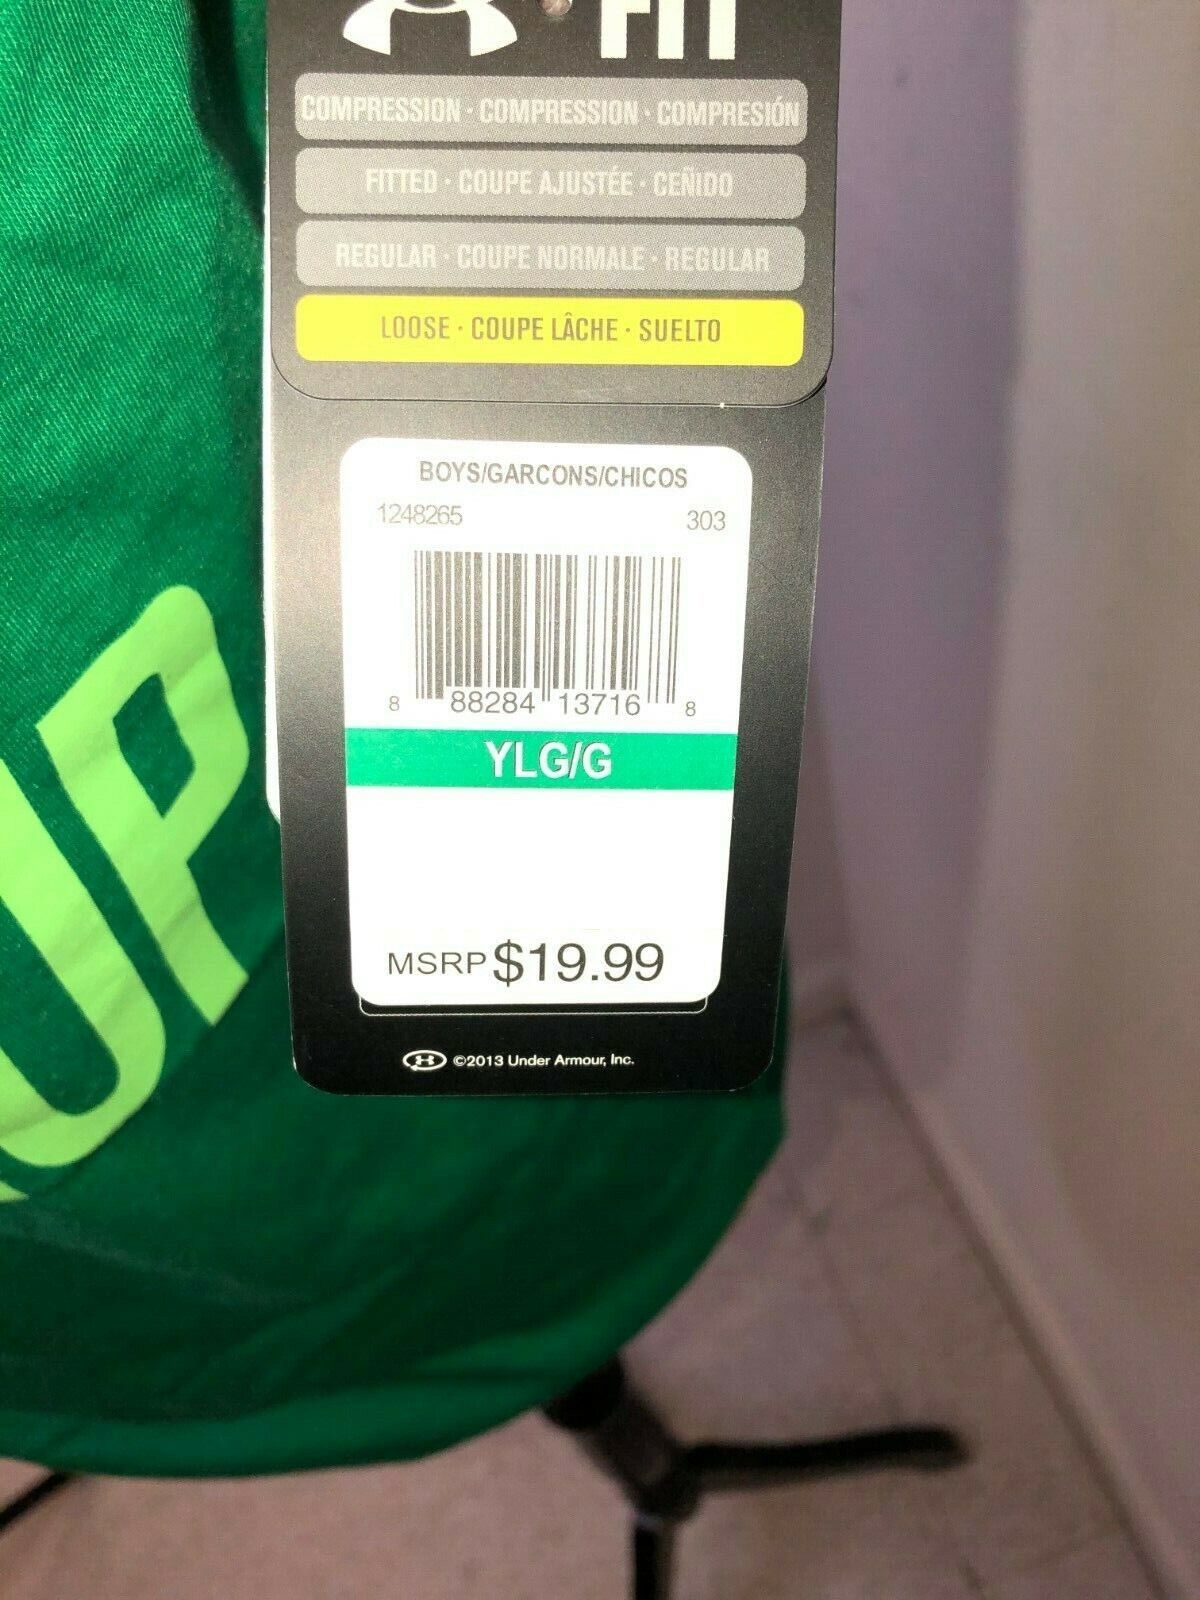 FIT
COMPRESSION · COMPRESSION · COMPRESIÓN
FITTED · COUPE AJUSTÉE · CEÑIDO
REGULAR · COUPE NORMALE · REGULAR
LOOSE · COUPE LÂCHE · SUELTO
BOYS/GARCONS/CHICOS
1248265 303
8 88284 13716 8
YLG/G
MSRP $19.99
©2013 Under Armour, Inc.
UP